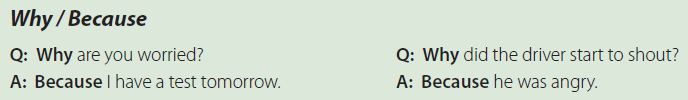 Why / Because
Q: Why are you worried?
A: Because I have a test tomorrow.
Q: Why did the driver start to shout?
A: Because he was angry.